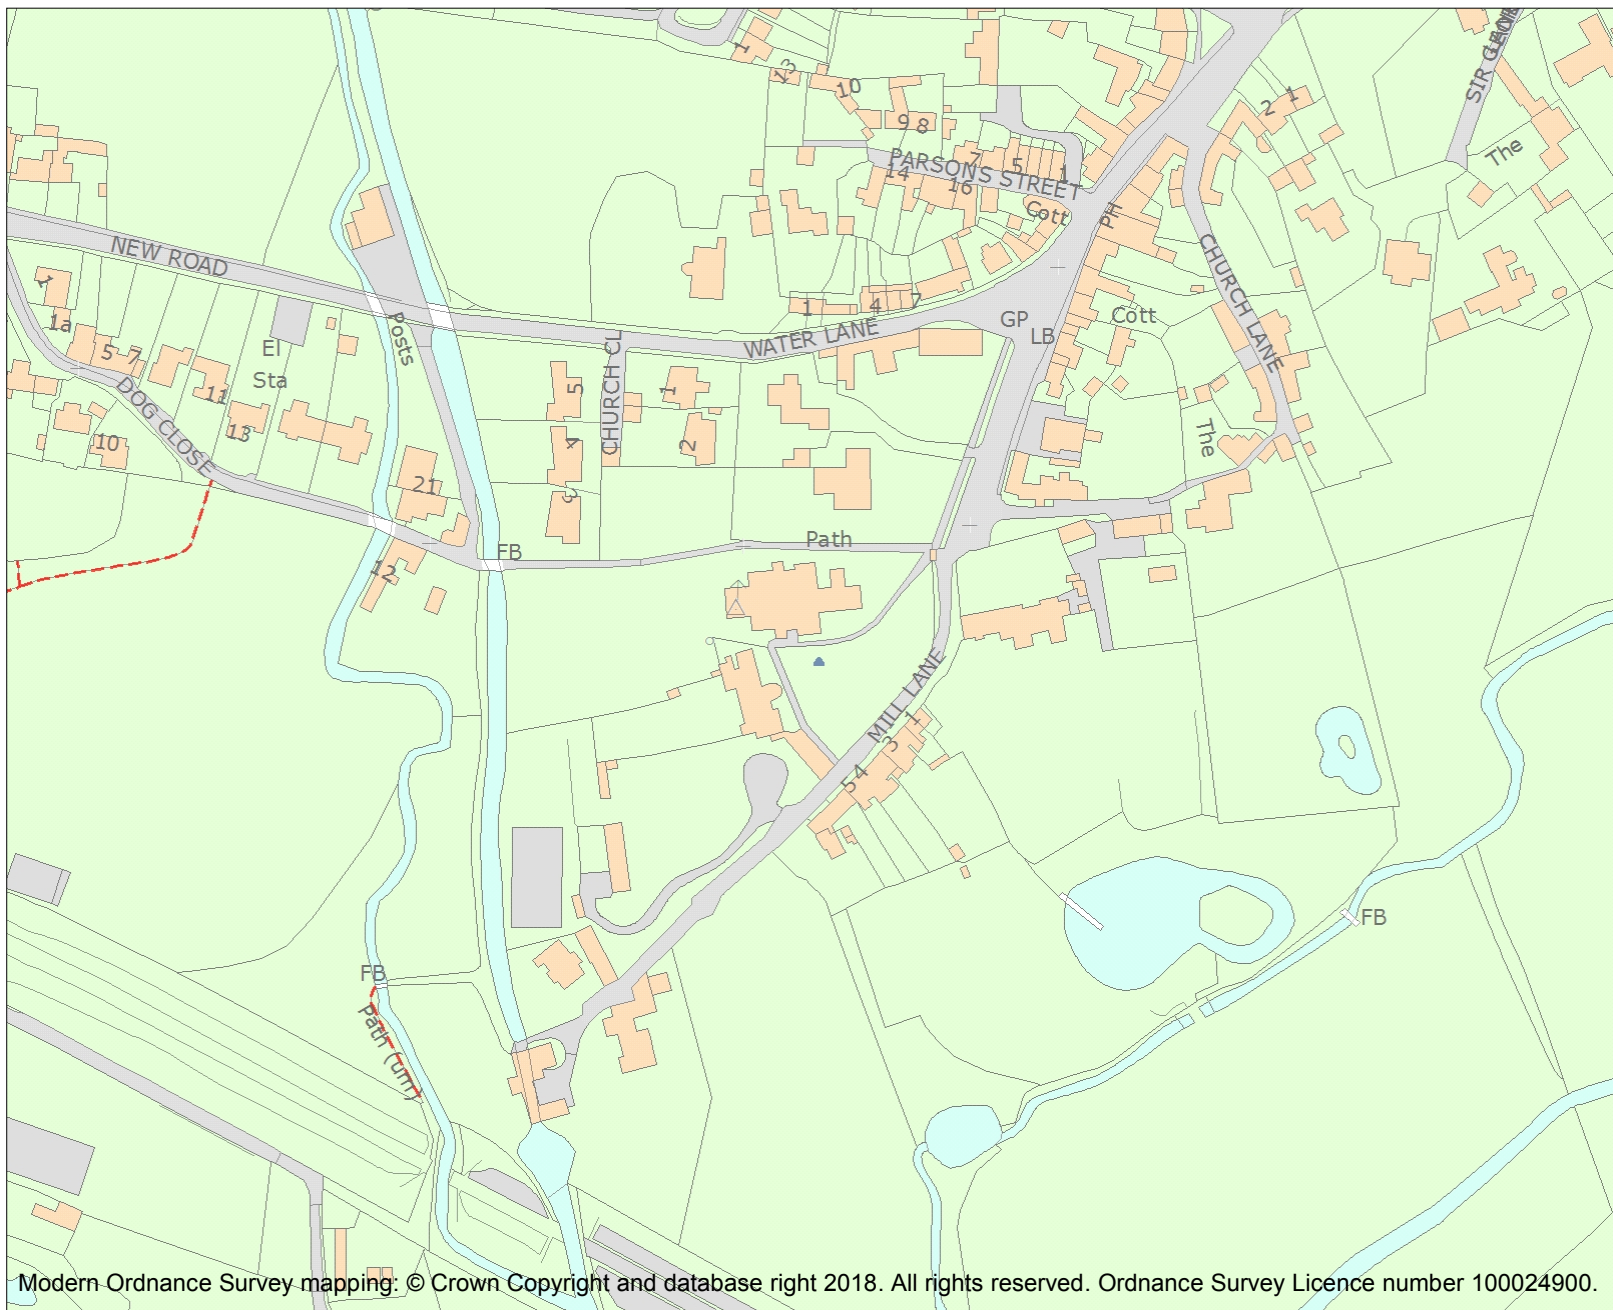 1
13
10
9 8
PARSONS STREET
7
5
1
14
16
Cott
PH
2 1
The
CHURCH LANE
NEW ROAD
1
1a
5 7
El
Sta
11
13
10
DOG CLOSE
Posts
21
12
FB
1
4
7
WATER LANE
GP
LB
Cott
CHURCH CL
5
4
3
1
2
The
Path
MILL LANE
1
3
5 4
FB
FB
Path (um)
Modern Ordnance Survey mapping: © Crown Copyright and database right 2018. All rights reserved. Ordnance Survey Licence number 100024900.